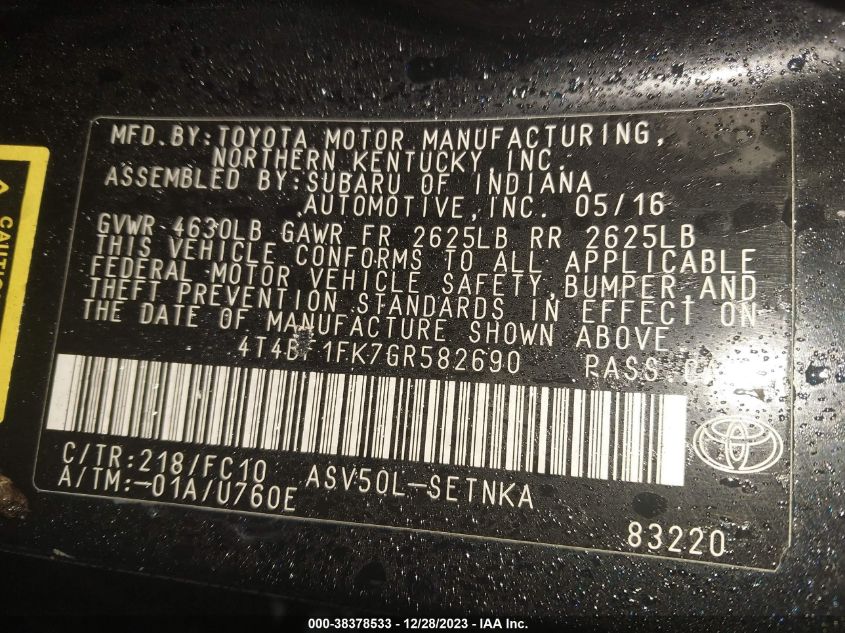 MFD.BY:TOYOTA MOTOR MANUFACTURING,
NORTHERN KENTUCKY, INC.
ASSEMBLED BY:SUBARU OF INDIANA
AUTOMOTIVE,INC. 05/16
GVWR 4630LB GAWR FR 2625LB RR 2625LB
THIS VEHICLE CONFORMS TO ALL APPLICABLE
FEDERAL MOTOR VEHICLE SAFETY,BUMPER,AND
THEFT PREVENTION STANDARDS IN EFFECT ON
THE DATE OF MANUFACTURE SHOWN ABOVE
4T4BF1FK7GR582690 PASS.
C/TR:218/FC10 ASV50L-SETNKA
A/TM:-01A/U760E
83220
000-38378533 - 12/28/2023 - IAA Inc.